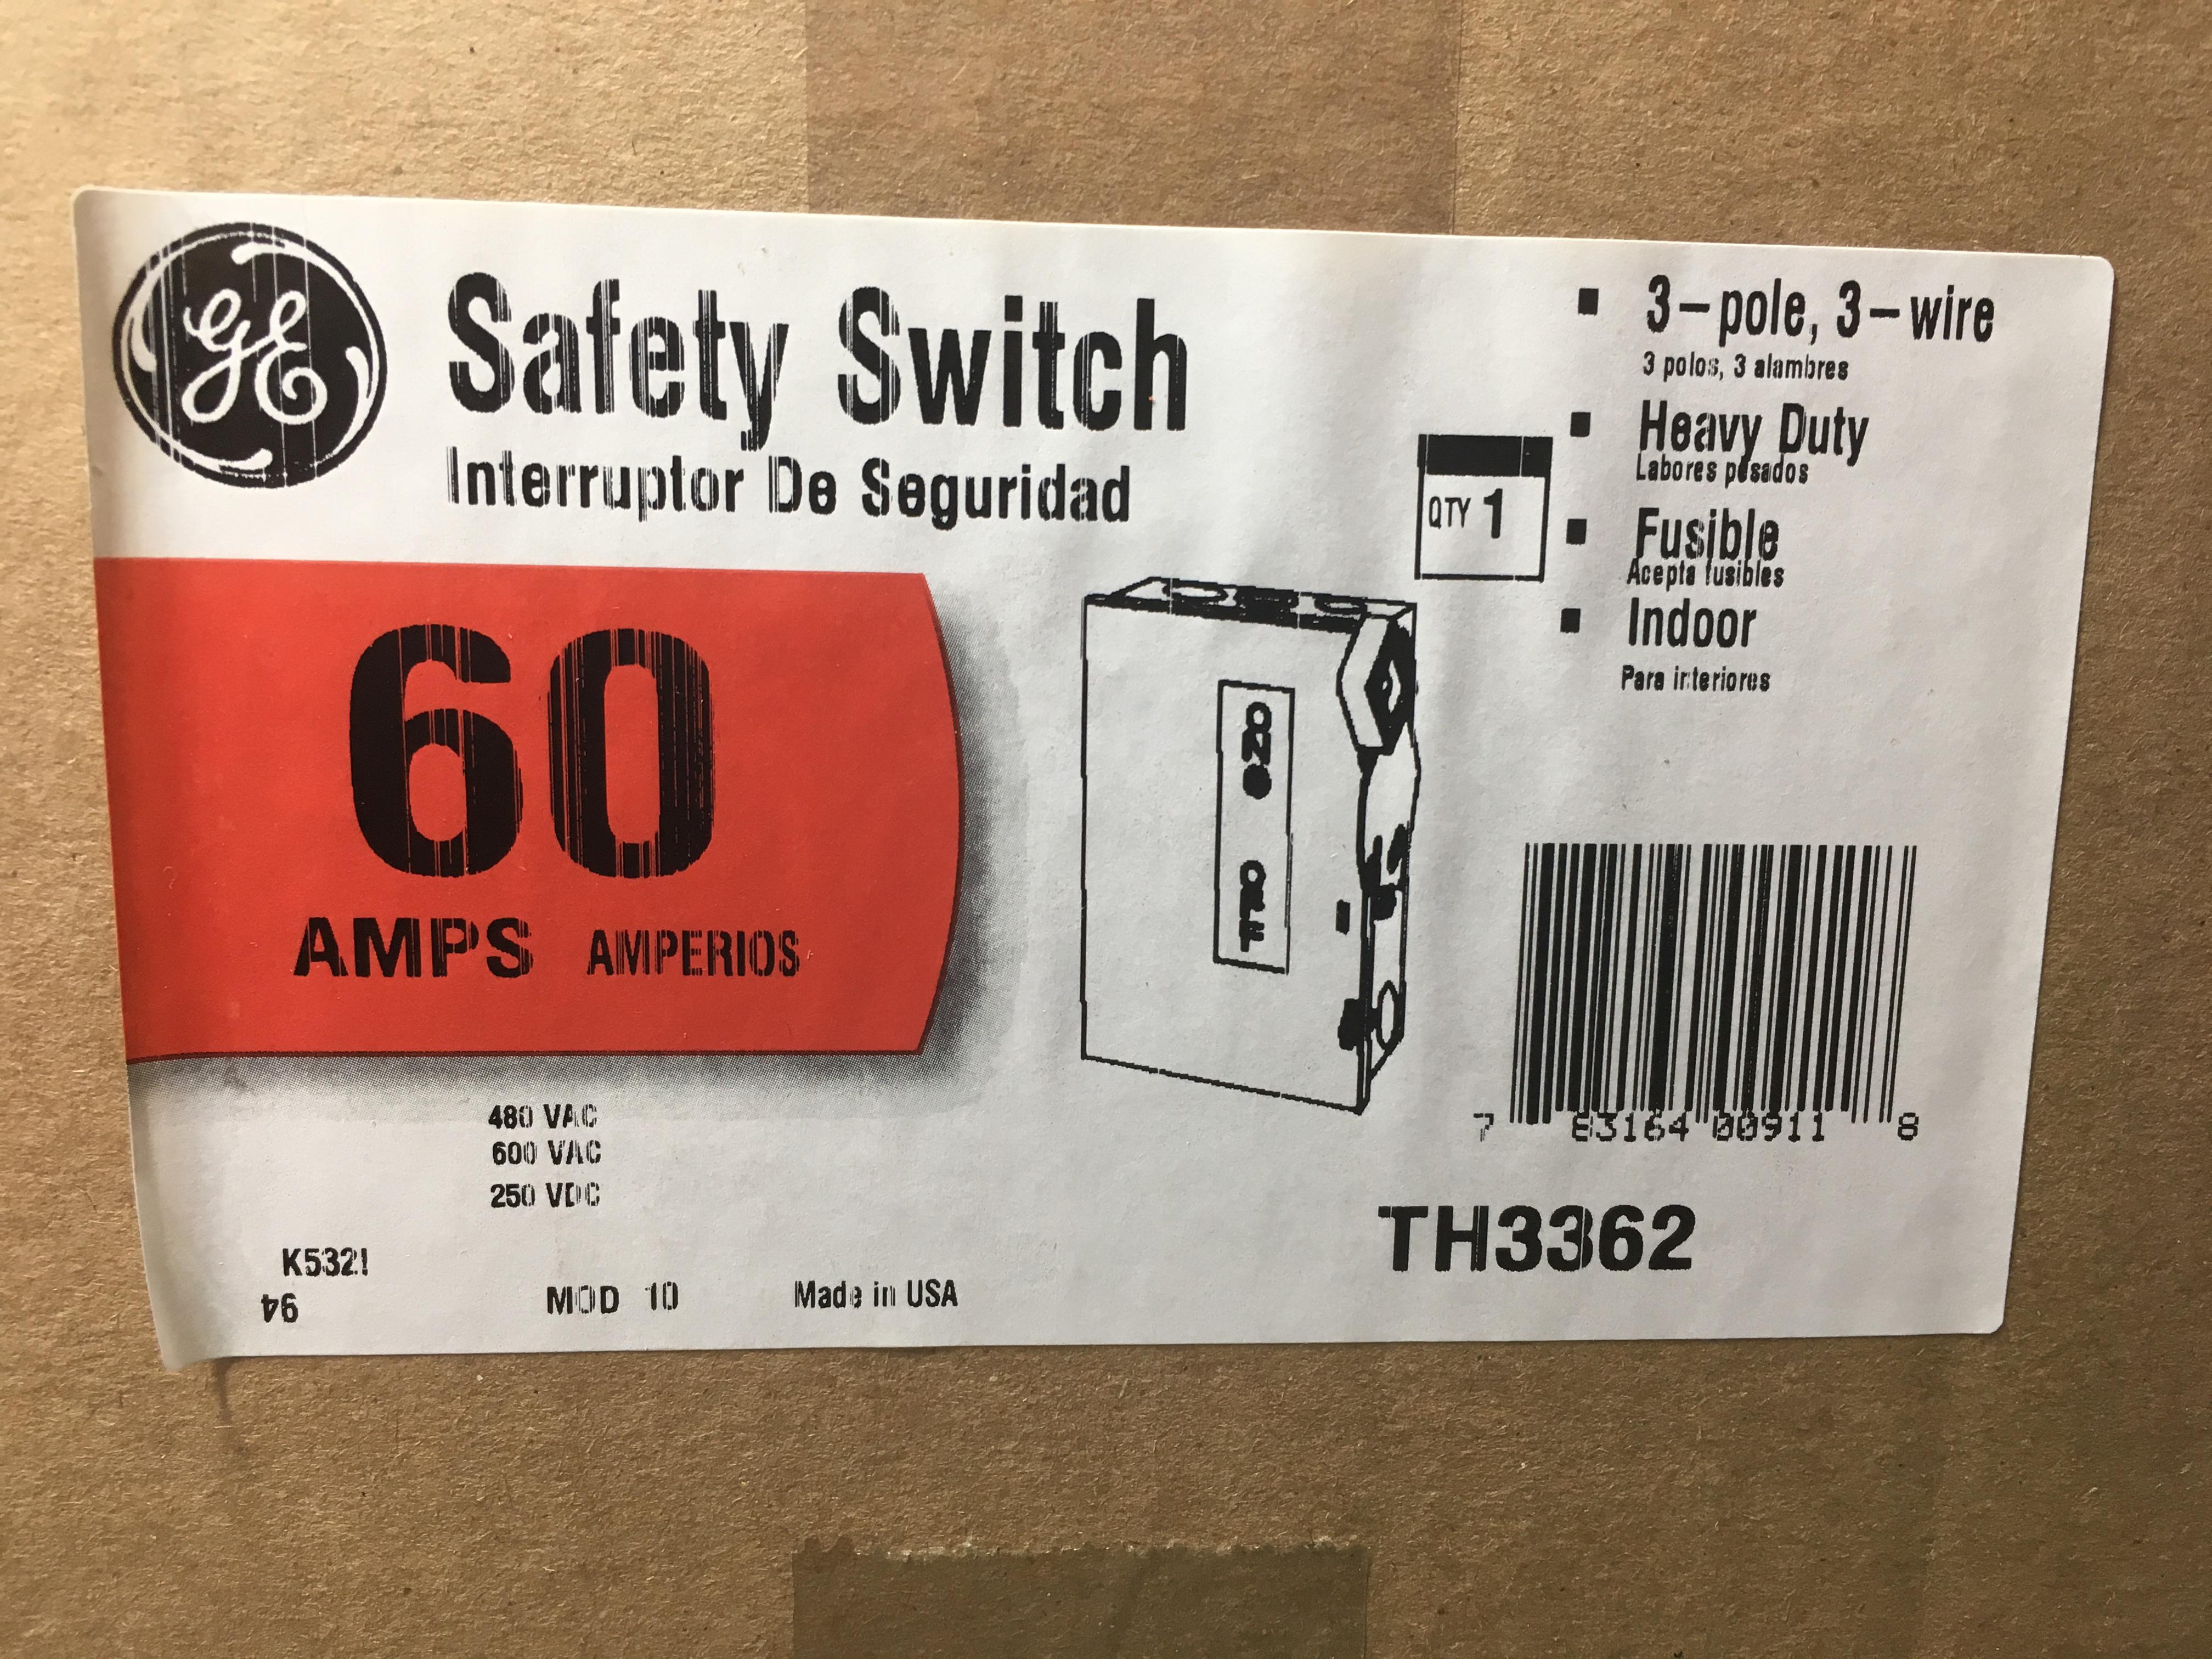 GE
Safety Switch
Interruptor De Seguridad
60
AMPS AMPERIOS
480 VAC
600 VAC
250 VDC
K5321
94
MOD 10
Made in USA
QTY 1
ON
OFF
3-pole, 3-wire
3 polos, 3 alambres
Heavy Duty
Labores pesados
Fusible
Acepta fusibles
Indoor
Para interiores
7 83164 00911 8
TH3362